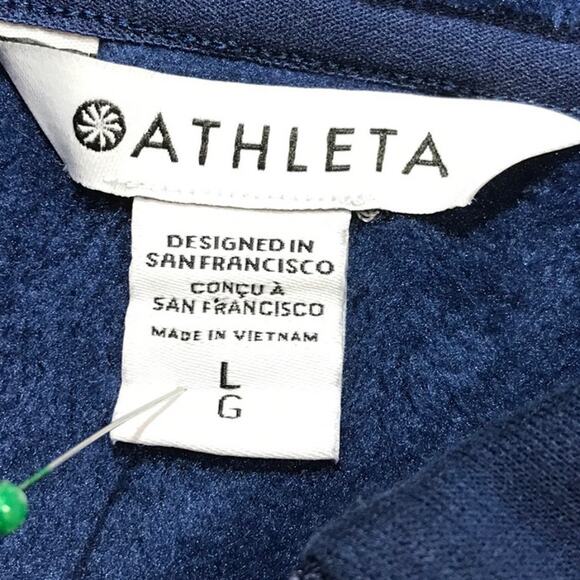 ATHLETA
DESIGNED IN
SAN FRANCISCO
CONÇU À
SAN FRANCISCO
MADE IN VIETNAM
L
G